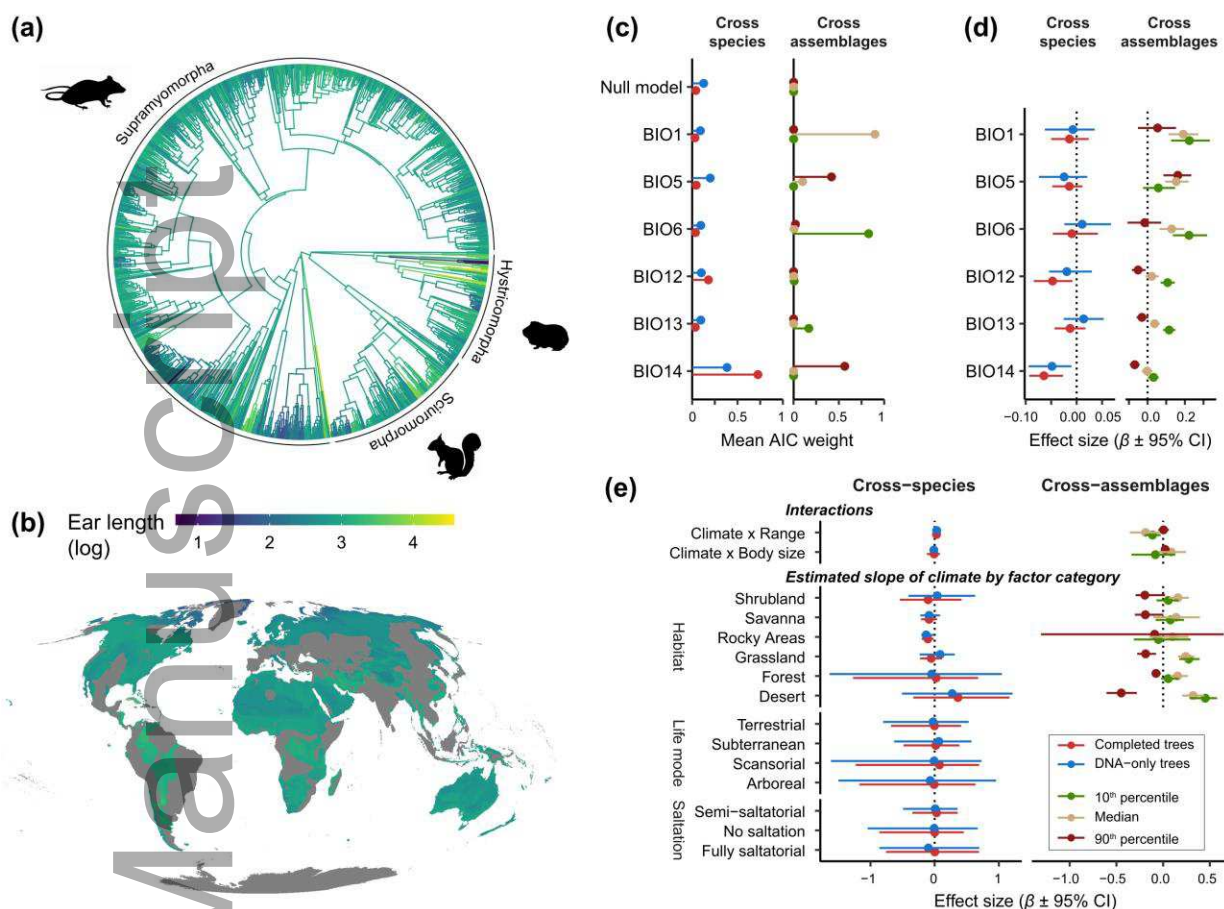 (a)
Supramyomorpha
Hystricomorpha
Sciuromorpha
(b)
Ear length
(log)
1 2 3 4
(c)
Cross
species
Cross
assemblages
Null model
BIO1
BIO5
BIO6
BIO12
BIO13
BIO14
0 0.5 1 0 0.5 1
Mean AIC weight
(d)
Cross
species
Cross
assemblages
BIO1
BIO5
BIO6
BIO12
BIO13
BIO14
−0.10 0.00 0.05 0.0 0.2
Effect size (β ± 95% CI)
(e)
Cross−species
Cross−assemblages
Interactions
Climate x Range
Climate x Body size
Estimated slope of climate by factor category
Habitat
Shrubland
Savanna
Rocky Areas
Grassland
Forest
Desert
Life mode
Terrestrial
Subterranean
Scansorial
Arboreal
Saltation
Semi−saltatorial
No saltation
Fully saltatorial
Completed trees
DNA−only trees
10th percentile
Median
90th percentile
−1 0 1 −1.0 −0.5 0.0 0.5
Effect size (β ± 95% CI)
Manuscript